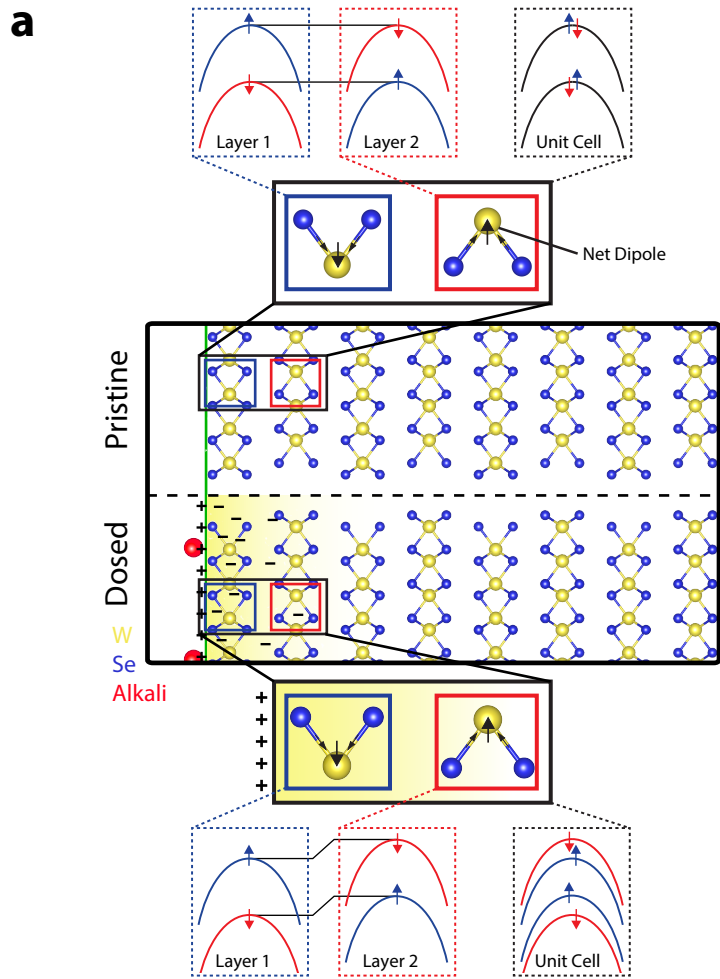 a
Layer 1
Layer 2
Unit Cell
Net Dipole
Pristine
+ −
+ − −
+ − −
+ − −
+ −
+ − −
+ −
+ − −
+
Dosed
W
Se
Alkali
+
+
+
+
+
Layer 1
Layer 2
Unit Cell